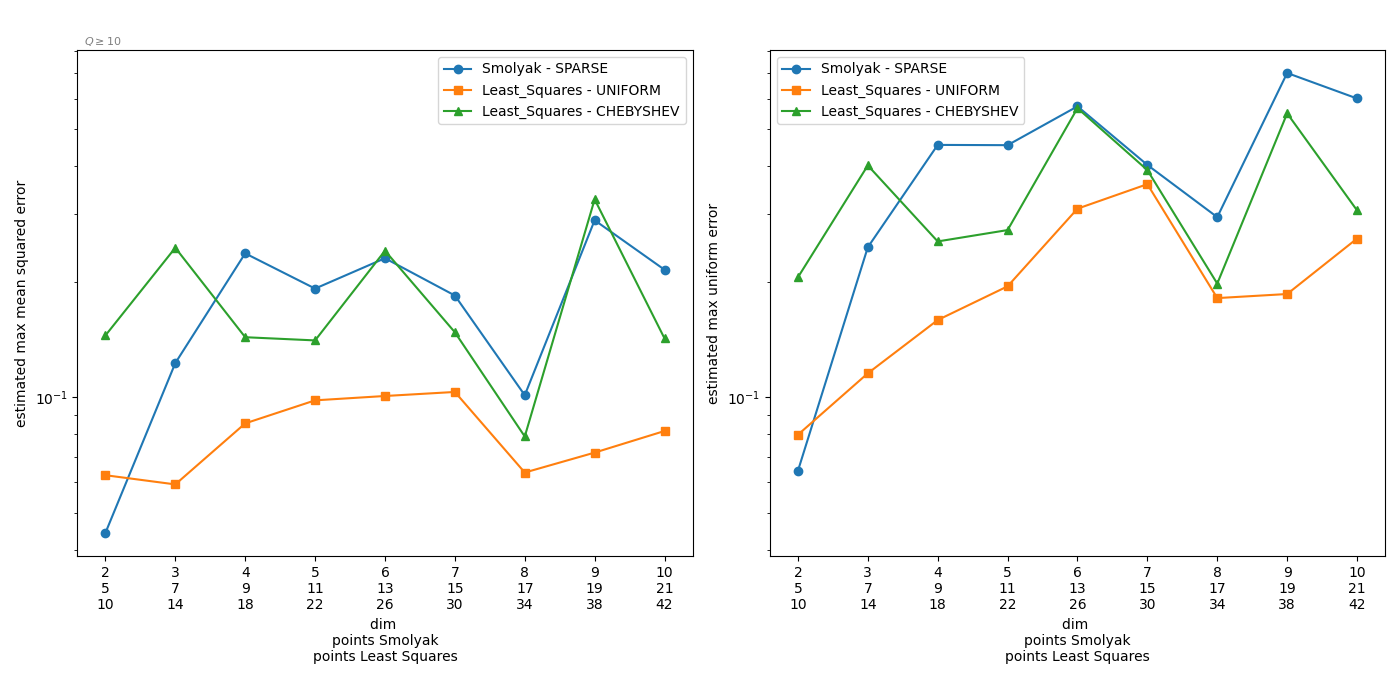 Q ≥ 10
Smolyak - SPARSE
Least_Squares - UNIFORM
Least_Squares - CHEBYSHEV
estimated max mean squared error
10⁻¹
2 3 4 5 6 7 8 9 10
5 7 9 11 13 15 17 19 21
10 14 18 22 26 30 34 38 42
dim
points Smolyak
points Least Squares
Smolyak - SPARSE
Least_Squares - UNIFORM
Least_Squares - CHEBYSHEV
estimated max uniform error
10⁻¹
2 3 4 5 6 7 8 9 10
5 7 9 11 13 15 17 19 21
10 14 18 22 26 30 34 38 42
dim
points Smolyak
points Least Squares